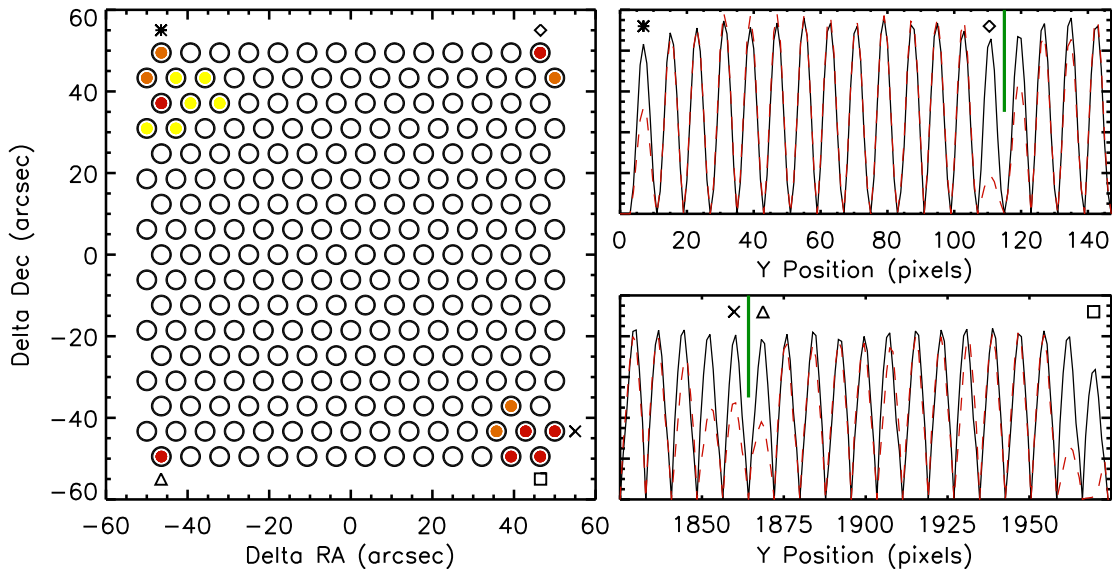 60
40
20
0
−20
−40
−60
Delta Dec (arcsec)
−60 −40 −20 0 20 40 60
Delta RA (arcsec)
0 20 40 60 80 100 120 140
Y Position (pixels)
1850 1875 1900 1925 1950
Y Position (pixels)